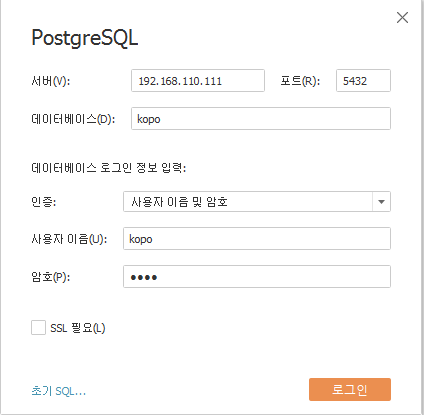 PostgreSQL
서버(V): 192.168.110.111 포트(R): 5432
데이터베이스(D): kopo
데이터베이스 로그인 정보 입력:
인증: 사용자 이름 및 암호
사용자 이름(U): kopo
암호(P): ●●●●
SSL 필요(L)
초기 SQL... 로그인